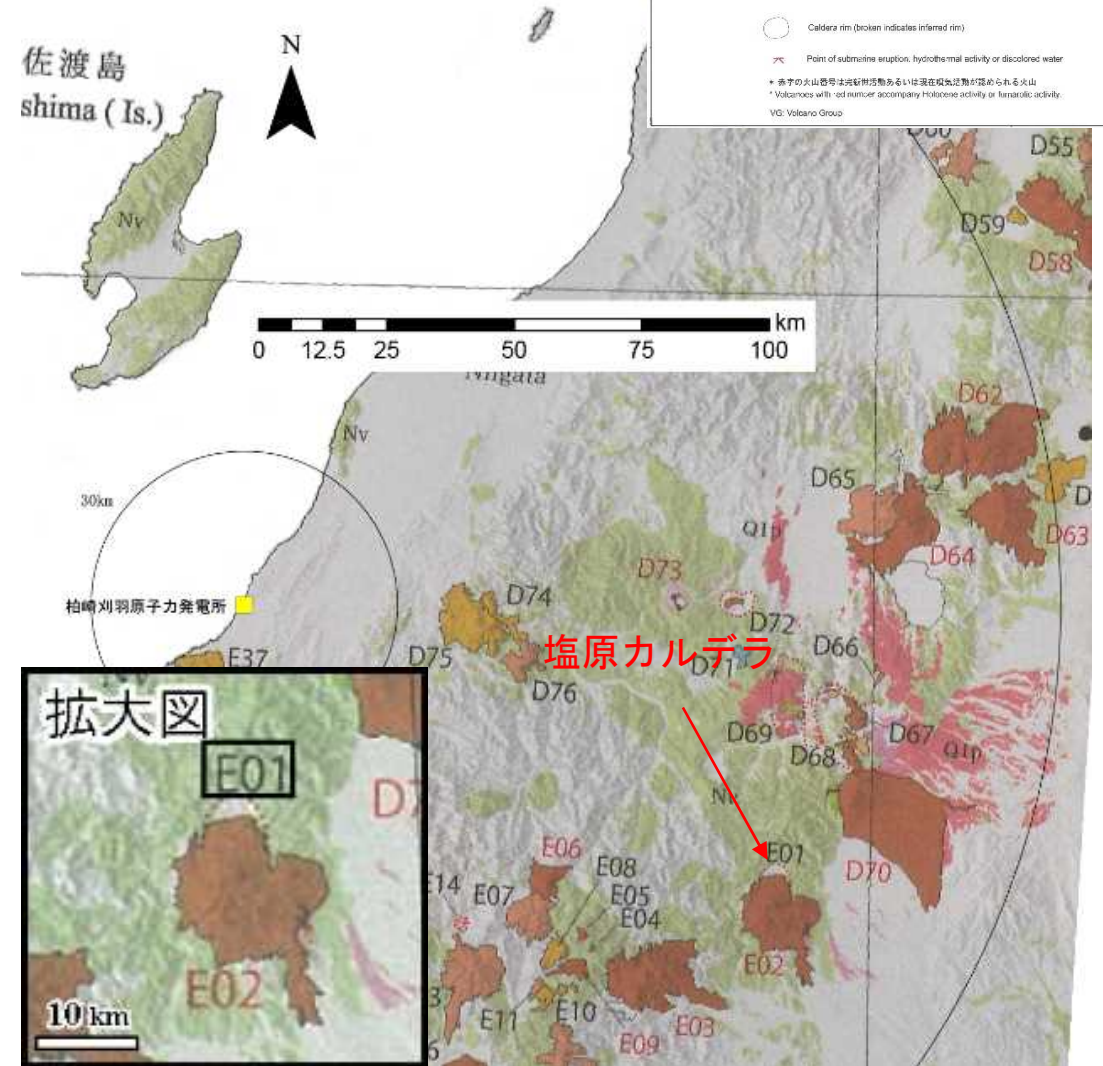 佐渡島
shima ( Is.)
N
Caldera rim (broken indicates inferred rim)
Point of submarine eruption, hydrothermal activity or discolored water
* 赤字の火山番号は完新世活動あるいは現在噴気活動が認められる火山
* Volcanoes with red number accompany Holocene activity or fumarolic activity.
VG: Volcano Group
D60
D55
Nv
D59
D58
km
0 12.5 25 50 75 100
Niigata
D62
Nv
D65
30km
D
Q1p
D63
D64
D73
柏崎刈羽原子力発電所
D74
D72
E37
D75
塩原カルデラ
D66
D71
D76
D69
D67
Q1p
D68
Nv
拡大図
E01
D7
E02
10 km
E01
E06
E08
D70
E14
E07
E05
E04
E02
E11
E10
E03
E09